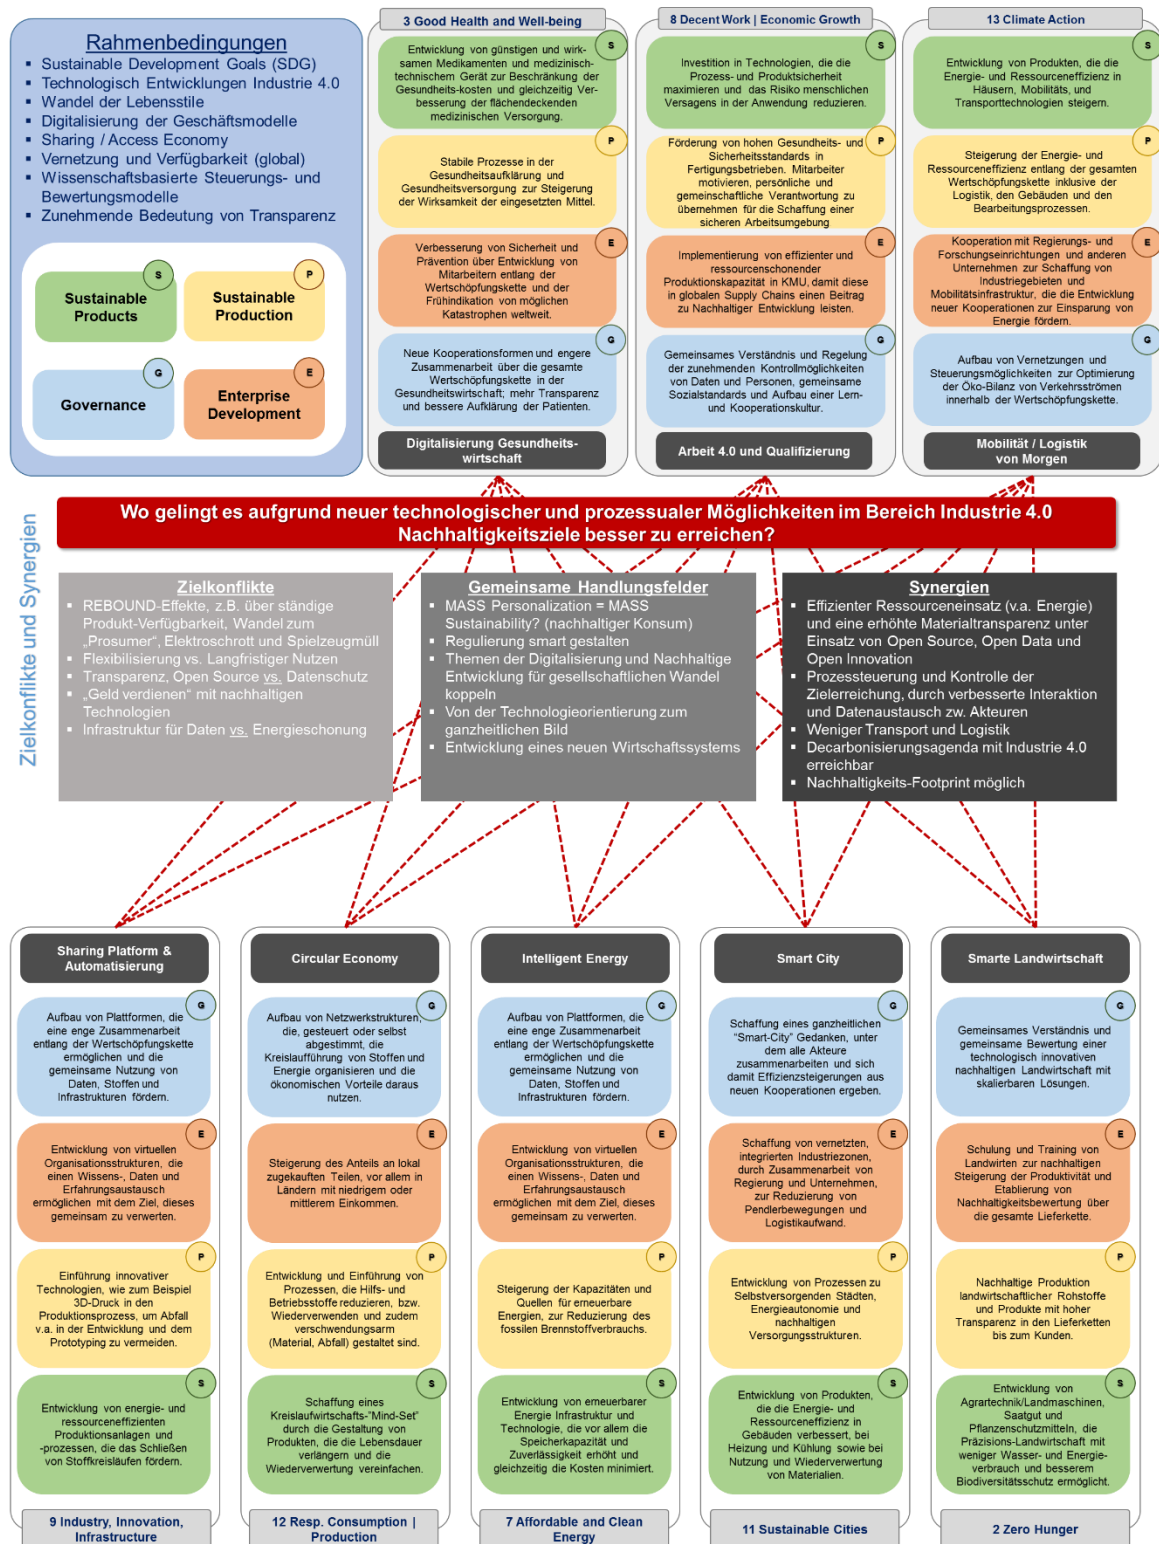 Rahmenbedingungen
▪ Sustainable Development Goals (SDG)
▪ Technologisch Entwicklungen Industrie 4.0
▪ Wandel der Lebensstile
▪ Digitalisierung der Geschäftsmodelle
▪ Sharing / Access Economy
▪ Vernetzung und Verfügbarkeit (global)
▪ Wissenschaftsbasierte Steuerungs- und
Bewertungsmodelle
▪ Zunehmende Bedeutung von Transparenz
S
Sustainable
Products
P
Sustainable
Production
G
Governance
E
Enterprise
Development
3 Good Health and Well-being
S
Entwicklung von günstigen und wirk-
samen Medikamenten und medizinisch-
technischem Gerät zur Beschränkung der
Gesundheits-kosten und gleichzeitig Ver-
besserung der flächendeckenden
medizinischen Versorgung.
P
Stabile Prozesse in der
Gesundheitsaufklärung und
Gesundheitsversorgung zur Steigerung
der Wirksamkeit der eingesetzten Mittel.
E
Verbesserung von Sicherheit und
Prävention über Entwicklung von
Mitarbeitern entlang der
Wertschöpfungskette und der
Frühindikation von möglichen
Katastrophen weltweit.
G
Neue Kooperationsformen und engere
Zusammenarbeit über die gesamte
Wertschöpfungskette in der
Gesundheitswirtschaft; mehr Transparenz
und bessere Aufklärung der Patienten.
Digitalisierung Gesundheits-
wirtschaft
8 Decent Work | Economic Growth
S
Investition in Technologien, die die
Prozess- und Produktsicherheit
maximieren und das Risiko menschlichen
Versagens in der Anwendung reduzieren.
P
Förderung von hohen Gesundheits- und
Sicherheitsstandards in
Fertigungsbetrieben. Mitarbeiter
motivieren, persönliche und
gemeinschaftliche Verantwortung zu
übernehmen für die Schaffung einer
sicheren Arbeitsumgebung
E
Implementierung von effizienter und
ressourcenschonender
Produktionskapazität in KMU, damit diese
in globalen Supply Chains einen Beitrag
zu Nachhaltiger Entwicklung leisten.
G
Gemeinsames Verständnis und Regelung
der zunehmenden Kontrollmöglichkeiten
von Daten und Personen, gemeinsame
Sozialstandards und Aufbau einer Lern-
und Kooperationskultur.
Arbeit 4.0 und Qualifizierung
13 Climate Action
S
Entwicklung von Produkten, die die
Energie- und Ressourceneffizienz in
Häusern, Mobilitäts, und
Transporttechnologien steigern.
P
Steigerung der Energie- und
Ressourceneffizienz entlang der gesamten
Wertschöpfungskette inklusive der
Logistik, den Gebäuden und den
Bearbeitungsprozessen.
E
Kooperation mit Regierungs- und
Forschungseinrichtungen und anderen
Unternehmen zur Schaffung von
Industriegebieten und
Mobilitätsinfrastruktur, die die Entwicklung
neuer Kooperationen zur Einsparung von
Energie fördern.
G
Aufbau von Vernetzungen und
Steuerungsmöglichkeiten zur Optimierung
der Öko-Bilanz von Verkehrsströmen
innerhalb der Wertschöpfungskette.
Mobilität / Logistik
von Morgen
Zielkonflikte und Synergien
Wo gelingt es aufgrund neuer technologischer und prozessualer Möglichkeiten im Bereich Industrie 4.0
Nachhaltigkeitsziele besser zu erreichen?
Zielkonflikte
▪ REBOUND-Effekte, z.B. über ständige
Produkt-Verfügbarkeit, Wandel zum
„Prosumer“, Elektroschrott und Spielzeugmüll
▪ Flexibilisierung vs. Langfristiger Nutzen
▪ Transparenz, Open Source vs. Datenschutz
▪ „Geld verdienen“ mit nachhaltigen
Technologien
▪ Infrastruktur für Daten vs. Energieschonung
Gemeinsame Handlungsfelder
▪ MASS Personalization = MASS
Sustainability? (nachhaltiger Konsum)
▪ Regulierung smart gestalten
▪ Themen der Digitalisierung und Nachhaltige
Entwicklung für gesellschaftlichen Wandel
koppeln
▪ Von der Technologieorientierung zum
ganzheitlichen Bild
▪ Entwicklung eines neuen Wirtschaftssystems
Synergien
▪ Effizienter Ressourceneinsatz (v.a. Energie)
und eine erhöhte Materialtransparenz unter
Einsatz von Open Source, Open Data und
Open Innovation
▪ Prozessteuerung und Kontrolle der
Zielerreichung, durch verbesserte Interaktion
und Datenaustausch zw. Akteuren
▪ Weniger Transport und Logistik
▪ Decarbonisierungsagenda mit Industrie 4.0
erreichbar
▪ Nachhaltigkeits-Footprint möglich
Sharing Platform &
Automatisierung
G
Aufbau von Plattformen, die
eine enge Zusammenarbeit
entlang der Wertschöpfungskette
ermöglichen und die
gemeinsame Nutzung von
Daten, Stoffen und
Infrastrukturen fördern.
E
Entwicklung von virtuellen
Organisationsstrukturen, die
einen Wissens-, Daten und
Erfahrungsaustausch
ermöglichen mit dem Ziel, dieses
gemeinsam zu verwerten.
P
Einführung innovativer
Technologien, wie zum Beispiel
3D-Druck in den
Produktionsprozess, um Abfall
v.a. in der Entwicklung und dem
Prototyping zu vermeiden.
S
Entwicklung von energie- und
ressourceneffizienten
Produktionsanlagen und
-prozessen, die das Schließen
von Stoffkreisläufen fördern.
9 Industry, Innovation,
Infrastructure
Circular Economy
G
Aufbau von Netzwerkstrukturen,
die, gesteuert oder selbst
abgestimmt, die
Kreislaufführung von Stoffen und
Energie organisieren und die
ökonomischen Vorteile daraus
nutzen.
E
Steigerung des Anteils an lokal
zugekauften Teilen, vor allem in
Ländern mit niedrigem oder
mittlerem Einkommen.
P
Entwicklung und Einführung von
Prozessen, die Hilfs- und
Betriebsstoffe reduzieren, bzw.
Wiederverwenden und zudem
verschwendungsarm
(Material, Abfall) gestaltet sind.
S
Schaffung eines
Kreislaufwirtschafts-"Mind-Set"
durch die Gestaltung von
Produkten, die die Lebensdauer
verlängern und die
Wiederverwertung vereinfachen.
12 Resp. Consumption |
Production
Intelligent Energy
G
Aufbau von Plattformen, die
eine enge Zusammenarbeit
entlang der Wertschöpfungskette
ermöglichen und die
gemeinsame Nutzung von
Daten, Stoffen und
Infrastrukturen fördern.
E
Entwicklung von virtuellen
Organisationsstrukturen, die
einen Wissens-, Daten und
Erfahrungsaustausch
ermöglichen mit dem Ziel, dieses
gemeinsam zu verwerten.
P
Steigerung der Kapazitäten und
Quellen für erneuerbare
Energien, zur Reduzierung des
fossilen Brennstoffverbrauchs.
S
Entwicklung von erneuerbarer
Energie Infrastruktur und
Technologie, die vor allem die
Speicherkapazität und
Zuverlässigkeit erhöht und
gleichzeitig die Kosten minimiert.
7 Affordable and Clean
Energy
Smart City
G
Schaffung eines ganzheitlichen
"Smart-City" Gedanken, unter
dem alle Akteure
zusammenarbeiten und sich
damit Effizienzsteigerungen aus
neuen Kooperationen ergeben.
E
Schaffung von vernetzten,
integrierten Industriezonen,
durch Zusammenarbeit von
Regierung und Unternehmen,
zur Reduzierung von
Pendlerbewegungen und
Logistikaufwand.
P
Entwicklung von Prozessen zu
Selbstversorgenden Städten,
Energieautonomie und
nachhaltigen
Versorgungsstrukturen.
S
Entwicklung von Produkten,
die die Energie- und
Ressourceneffizienz in
Gebäuden verbessert, bei
Heizung und Kühlung sowie bei
Nutzung und Wiederverwertung
von Materialien.
11 Sustainable Cities
Smarte Landwirtschaft
G
Gemeinsames Verständnis und
gemeinsame Bewertung einer
technologisch innovativen
nachhaltigen Landwirtschaft mit
skalierbaren Lösungen.
E
Schulung und Training von
Landwirten zur nachhaltigen
Steigerung der Produktivität und
Etablierung von
Nachhaltigkeitsbewertung über
die gesamte Lieferkette.
P
Nachhaltige Produktion
landwirtschaftlicher Rohstoffe
und Produkte mit hoher
Transparenz in den Lieferketten
bis zum Kunden.
S
Entwicklung von
Agrartechnik/Landmaschinen,
Saatgut und
Pflanzenschutzmitteln, die
Präzisions-Landwirtschaft mit
weniger Wasser- und Energie-
verbrauch und besserem
Biodiversitätsschutz ermöglicht.
2 Zero Hunger